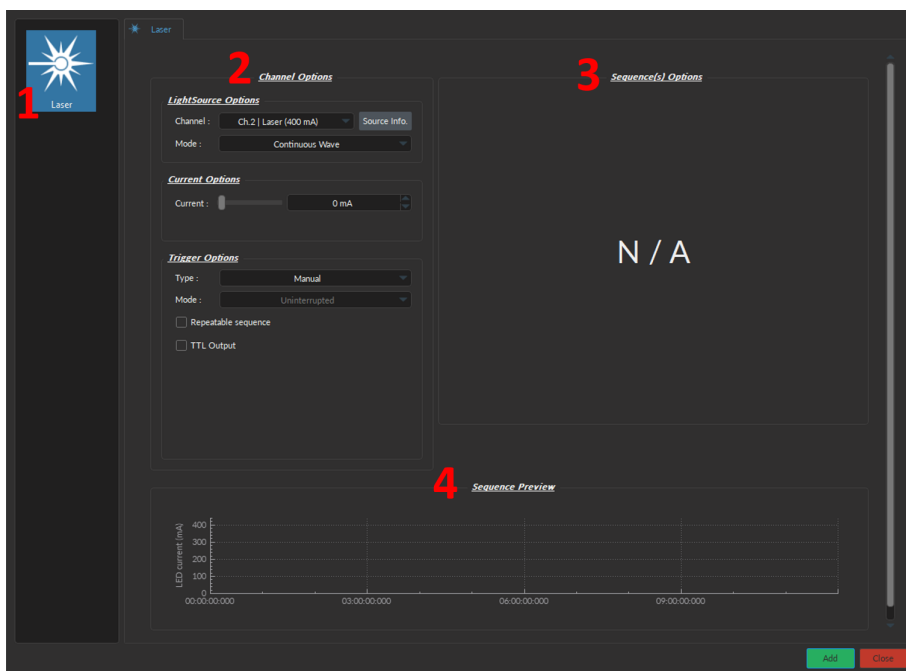 Laser
1
Laser
2
Channel Options
LightSource Options
Channel : Ch.2 | Laser (400 mA) Source Info.
Mode : Continuous Wave
Current Options
Current : 0 mA
Trigger Options
Type : Manual
Mode : Uninterrupted
Repeatable sequence
TTL Output
3
Sequence(s) Options
N / A
4
Sequence Preview
LED current (mA)
400
300
200
100
0
00:00:00:000 03:00:00:000 06:00:00:000 09:00:00:000
Add Close